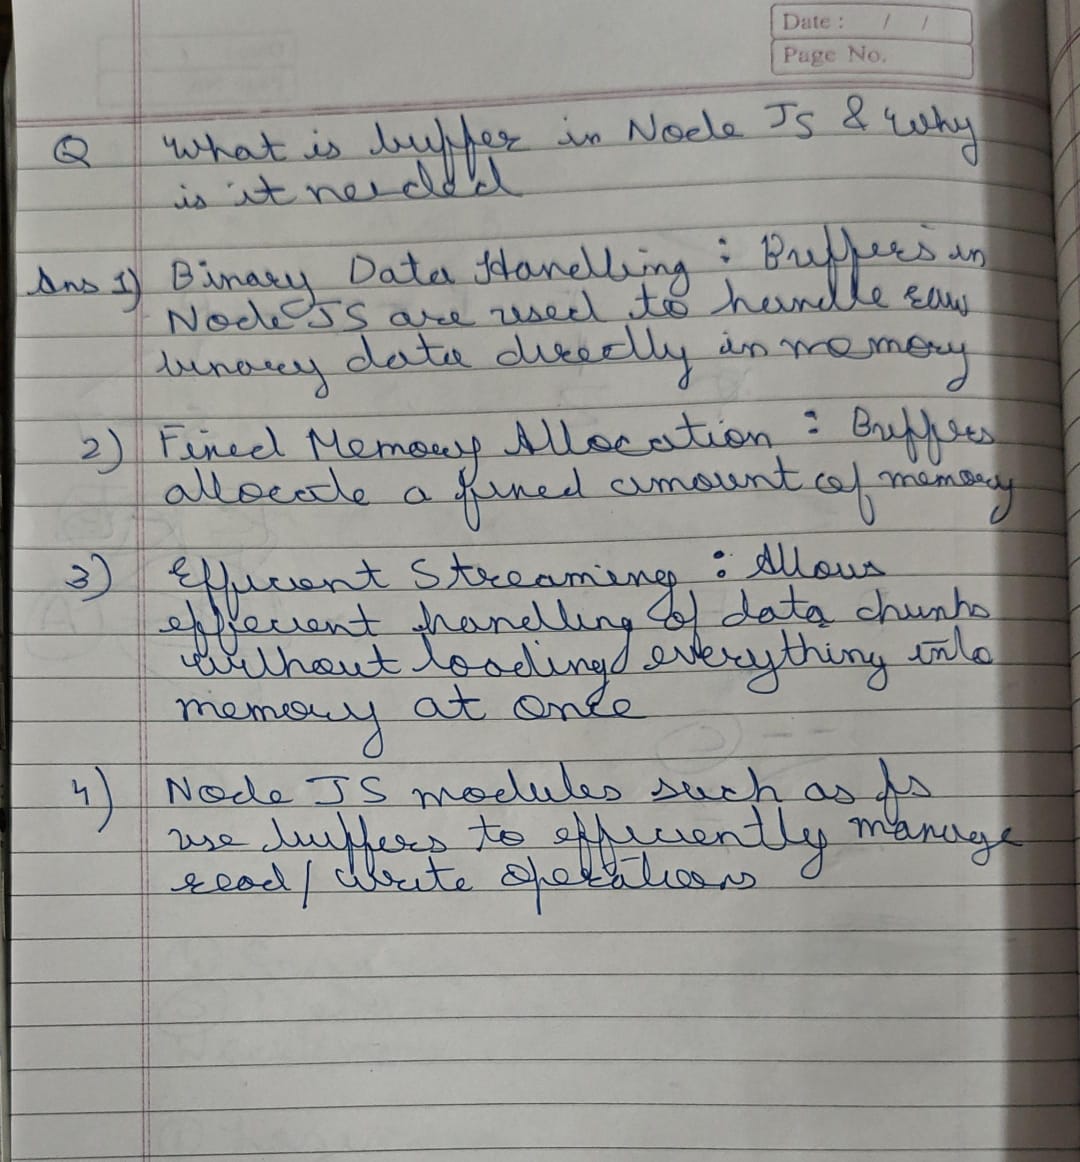 Date : / /
Page No.
Q What is buffer in Node JS & why
is it needed
Ans 1) Binary Data Handling : Buffers in
Node JS are used to handle raw
binary data directly in memory
2) Fixed Memory Allocation : Buffers
allocate a fixed amount of memory
3) Efficient Streaming : Allows
efficient handling of data chunks
without loading everything into
memory at once
4) Node JS modules such as fs
use buffers to efficiently manage
read / write operations